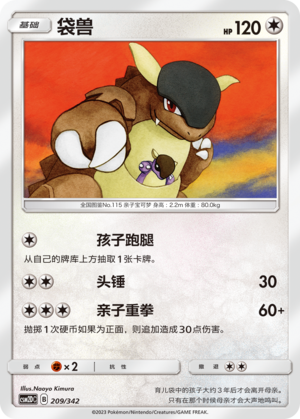 基础 袋兽 HP 120
全国图鉴No.115 亲子宝可梦 身高：2.2m 体重：80.0kg
孩子跑腿
从自己的牌库上方抽取1张卡牌。
头锤 30
亲子重拳 60+
抛掷1次硬币如果为正面，则追加造成30点伤害。
弱点 ×2 抗性 撤退
Illus.Naoyo Kimura
CSM2DC B 209/342
育儿袋中的孩子大约3年后才会离开母亲。
只有在那个时候母亲才会大声地呜叫。
©2023 Pokémon/Nintendo/Creatures/GAME FREAK.